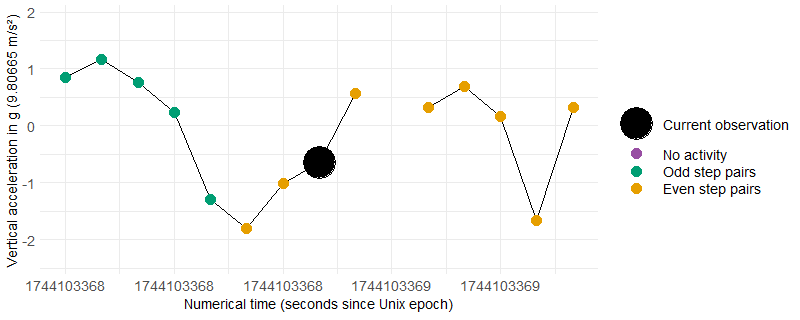 Vertical acceleration in g (9.80665 m/s²)
2
1
0
-1
-2
1744103368
1744103368
1744103368
1744103369
1744103369
Numerical time (seconds since Unix epoch)
Current observation
No activity
Odd step pairs
Even step pairs